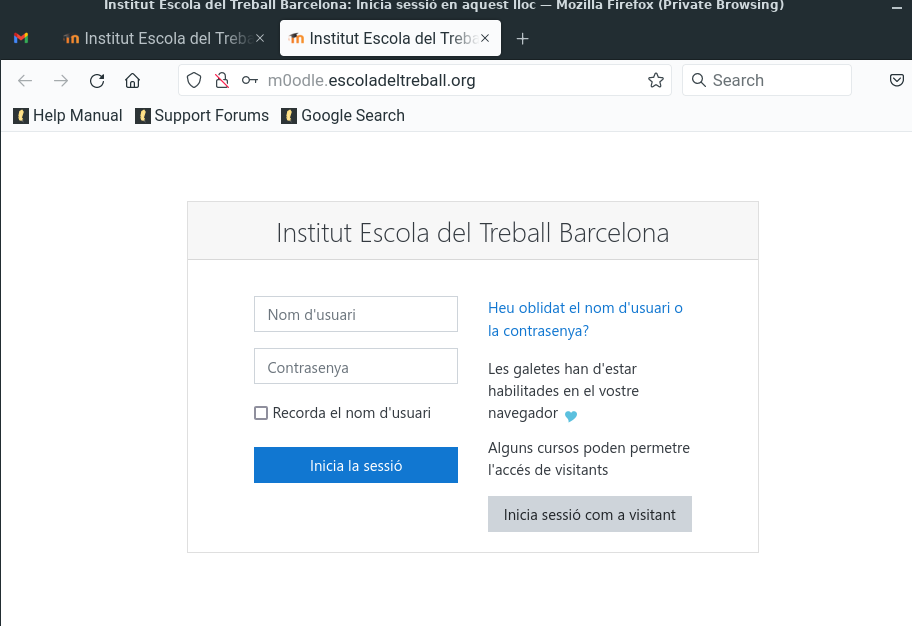 Institut Escola del Treball Barcelona: Inicia sessió en aquest lloc — Mozilla Firefox (Private Browsing)
Institut Escola del Treba
Institut Escola del Treba
m0odle.escoladeltreball.org
Search
Help Manual
Support Forums
Google Search
Institut Escola del Treball Barcelona
Nom d'usuari
Contrasenya
Recorda el nom d'usuari
Inicia la sessió
Heu oblidat el nom d'usuari o
la contrasenya?
Les galetes han d'estar
habilitades en el vostre
navegador
Alguns cursos poden permetre
l'accés de visitants
Inicia sessió com a visitant